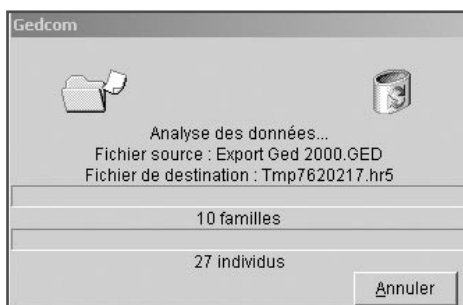 Gedcom
Analyse des données...
Fichier source : Export Ged 2000.GED
Fichier de destination : Tmp7620217.hr5
10 familles
27 individus
Annuler